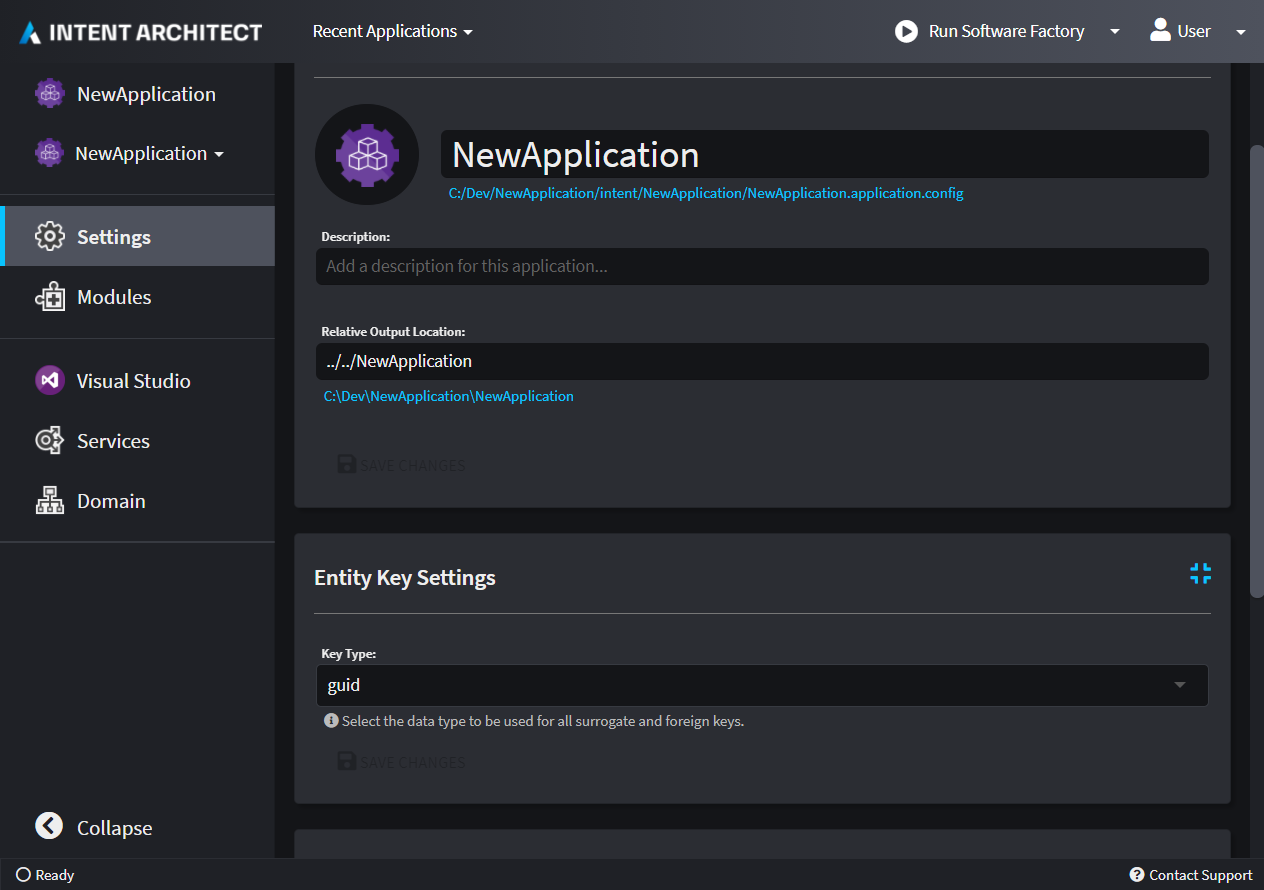 INTENT ARCHITECT
Recent Applications
Run Software Factory
User
NewApplication
NewApplication
Settings
Modules
Visual Studio
Services
Domain
Collapse
NewApplication
C:/Dev/NewApplication/intent/NewApplication/NewApplication.application.config
Description:
Add a description for this application...
Relative Output Location:
../../NewApplication
C:\Dev\NewApplication\NewApplication
SAVE CHANGES
Entity Key Settings
Key Type:
guid
Select the data type to be used for all surrogate and foreign keys.
SAVE CHANGES
Ready
Contact Support